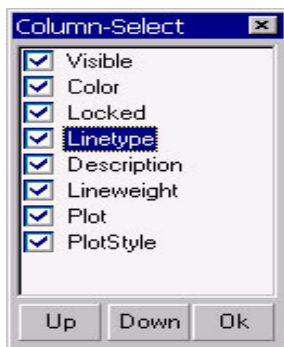 Column-Select
Visible
Color
Locked
Linetype
Description
Lineweight
Plot
PlotStyle
Up Down Ok